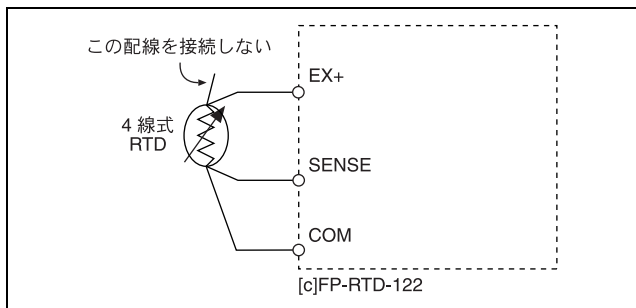 この配線を接続しない
EX+
4 線式
RTD
SENSE
COM
[c]FP-RTD-122